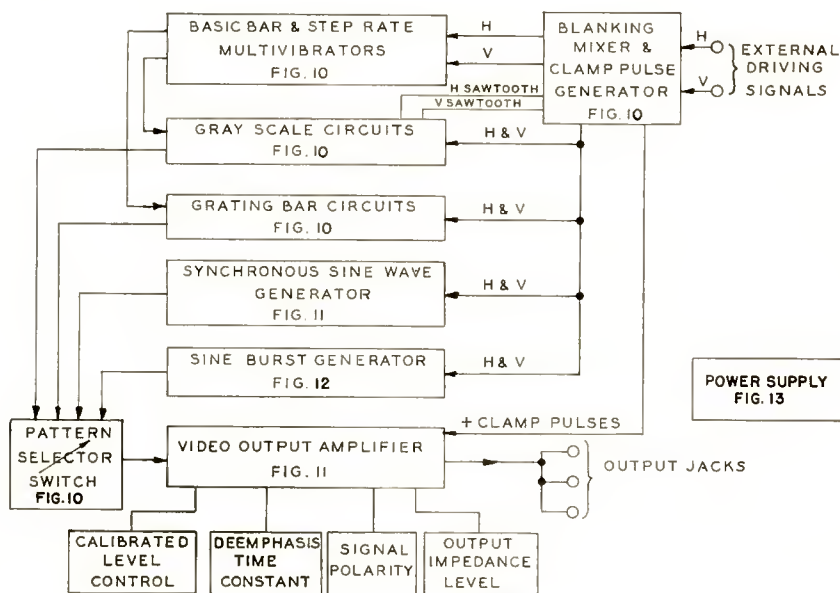 BASIC BAR & STEP RATE
MULTIVIBRATORS
FIG. 10
H
V
BLANKING
MIXER &
CLAMP PULSE
GENERATOR
FIG. 10
H
V
EXTERNAL
DRIVING
SIGNALS
H SAWTOOTH
V SAWTOOTH
GRAY SCALE CIRCUITS
FIG. 10
H & V
GRATING BAR CIRCUITS
FIG. 10
H & V
SYNCHRONOUS SINE WAVE
GENERATOR
FIG. 11
H & V
SINE BURST GENERATOR
FIG. 12
H & V
POWER SUPPLY
FIG. 13
PATTERN
SELECTOR
SWITCH
FIG. 10
VIDEO OUTPUT AMPLIFIER
FIG. 11
+ CLAMP PULSES
OUTPUT JACKS
CALIBRATED
LEVEL
CONTROL
DEEMPHASIS
TIME
CONSTANT
SIGNAL
POLARITY
OUTPUT
IMPEDANCE
LEVEL